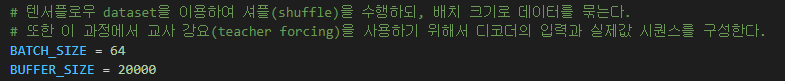 # 텐서플로우 dataset을 이용하여 셔플(shuffle)을 수행하되, 배치 크기로 데이터를 묶는다.
# 또한 이 과정에서 교사 강요(teacher forcing)을 사용하기 위해서 디코더의 입력과 실제값 시퀀스를 구성한다.
BATCH_SIZE = 64
BUFFER_SIZE = 20000